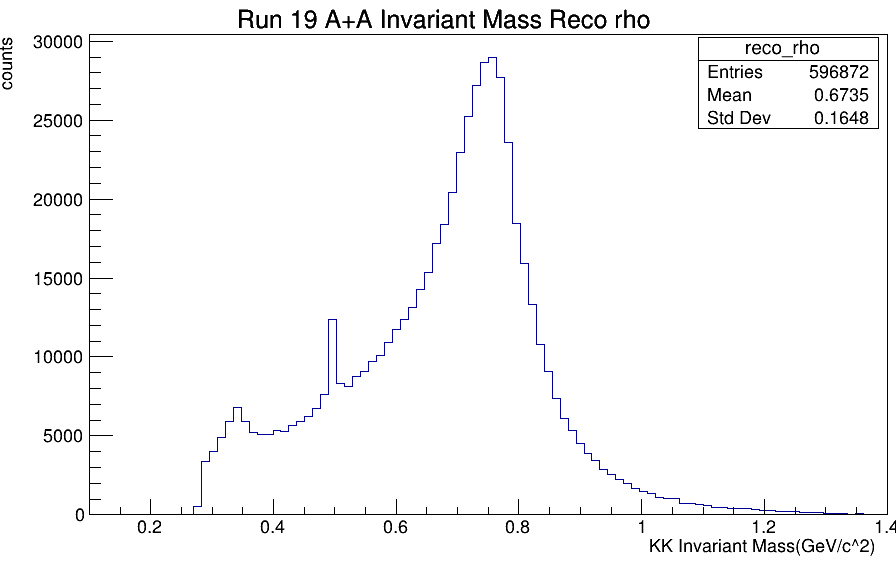 Run 19 A+A Invariant Mass Reco rho
counts
reco_rho
Entries 596872
Mean 0.6735
Std Dev 0.1648
30000
25000
20000
15000
10000
5000
0
0.2 0.4 0.6 0.8 1 1.2 1.4
KK Invariant Mass(GeV/c^2)